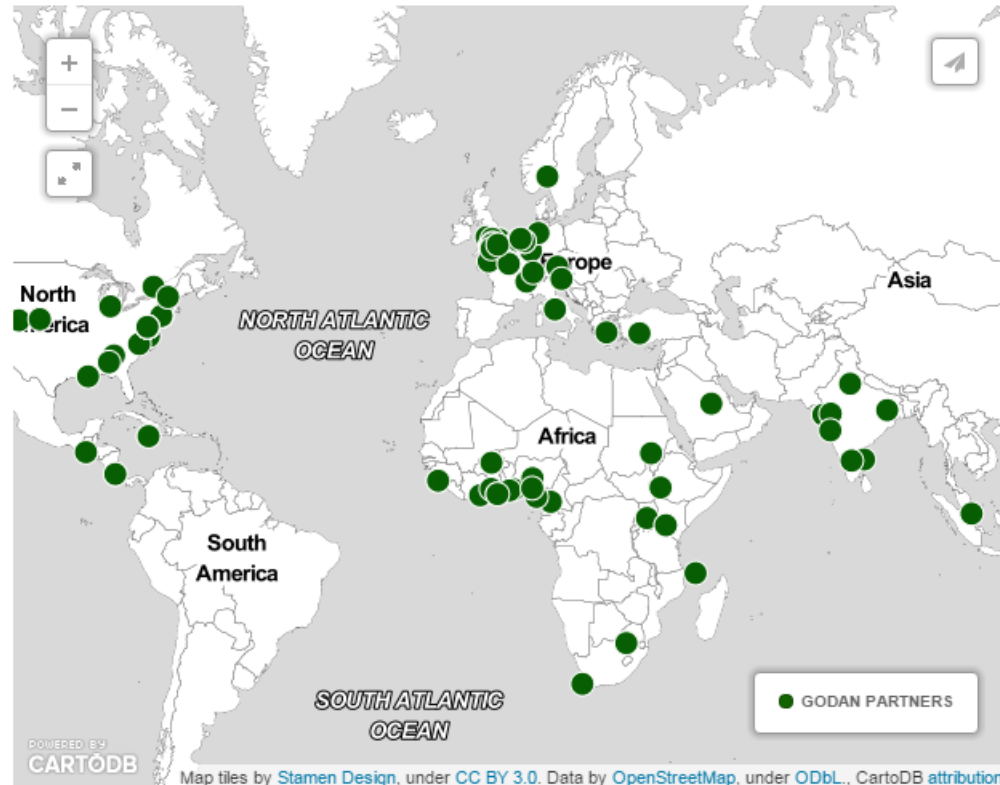 +
−
North
erica
NORTH ATLANTIC
OCEAN
Europe
Asia
Africa
South
America
SOUTH ATLANTIC
OCEAN
GODAN PARTNERS
POWERED BY
CARTODB
Map tiles by Stamen Design, under CC BY 3.0. Data by OpenStreetMap, under ODbL., CartoDB attribution